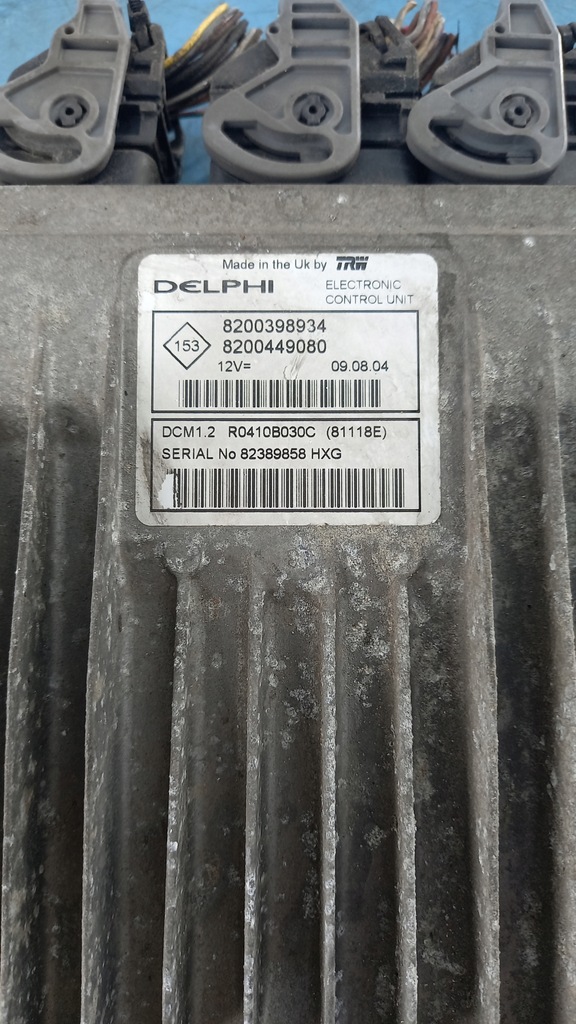 Made in the Uk by TRW
DELPHI ELECTRONIC
CONTROL UNIT
153 8200398934
8200449080
12V= 09.08.04
DCM1.2 R0410B030C (81118E)
SERIAL No 82389858 HXG